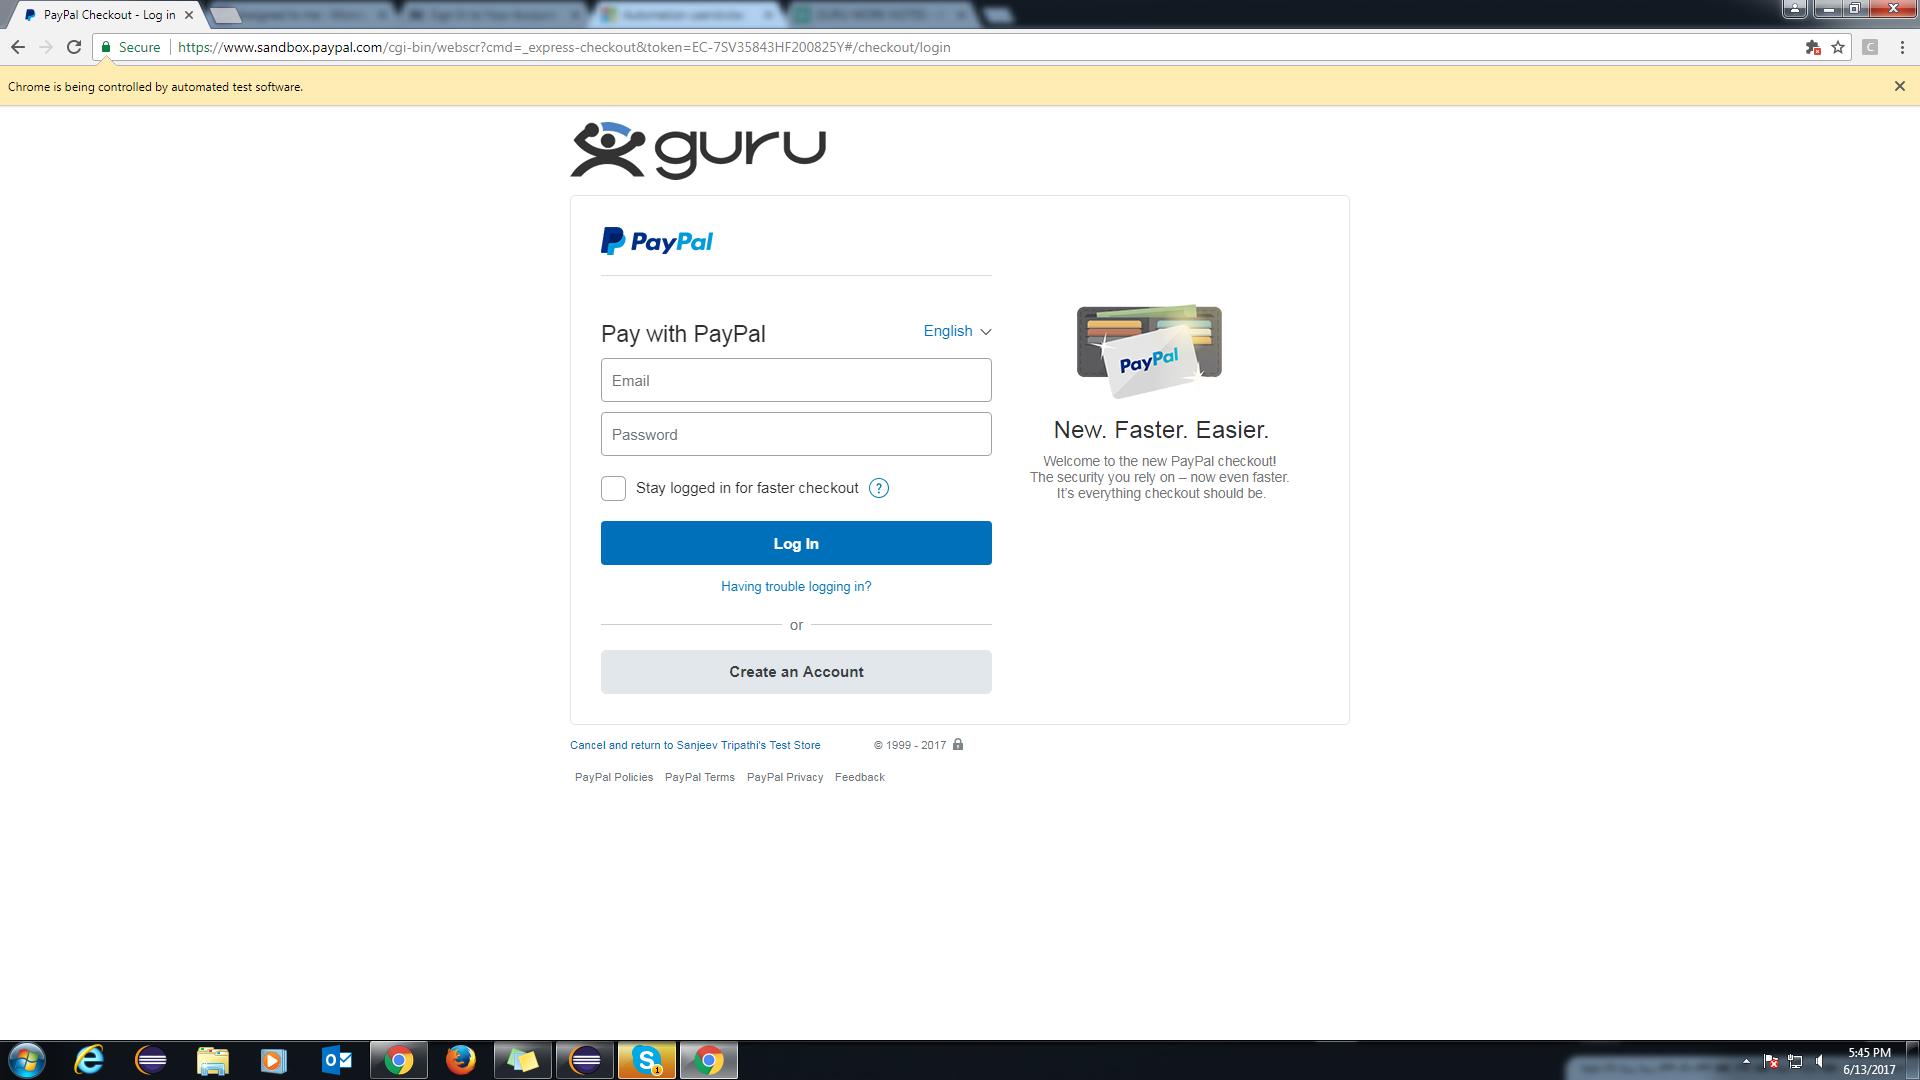 PayPal Checkout - Log in
Secure
https://www.sandbox.paypal.com/cgi-bin/webscr?cmd=_express-checkout&token=EC-7SV35843HF200825Y#/checkout/login
C
Chrome is being controlled by automated test software.
guru
PayPal
Pay with PayPal
English
Email
Password
Stay logged in for faster checkout ?
Log In
Having trouble logging in?
or
Create an Account
PayPal
New. Faster. Easier.
Welcome to the new PayPal checkout!
The security you rely on – now even faster.
It's everything checkout should be.
Cancel and return to Sanjeev Tripathi's Test Store
© 1999 - 2017
PayPal Policies PayPal Terms PayPal Privacy Feedback
5:45 PM
6/13/2017